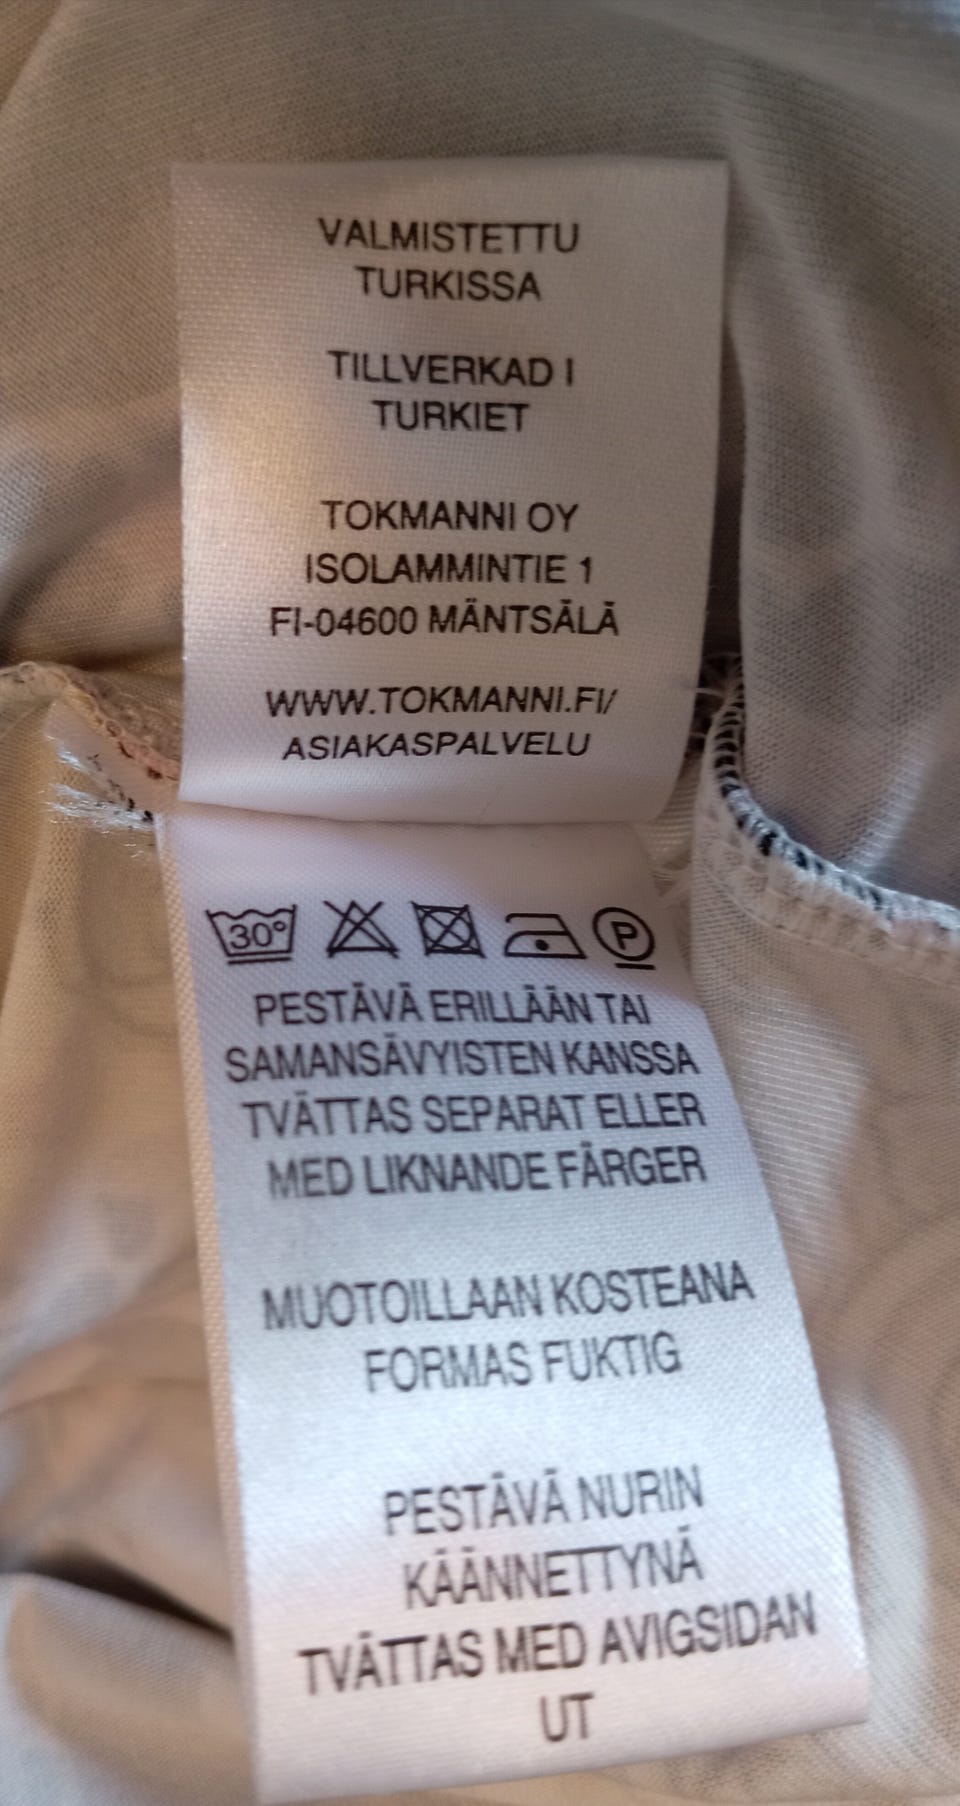 VALMISTETTU
TURKISSA
TILLVERKAD I
TURKIET
TOKMANNI OY
ISOLAMMINTIE 1
FI-04600 MÄNTSÄLÄ
WWW.TOKMANNI.FI/
ASIAKASPALVELU
30° P
PESTÄVÄ ERILLÄÄN TAI
SAMANSÄVYISTEN KANSSA
TVÄTTAS SEPARAT ELLER
MED LIKNANDE FÄRGER
MUOTOILLAAN KOSTEANA
FORMAS FUKTIG
PESTÄVÄ NURIN
KÄÄNNETTYNÄ
TVÄTTAS MED AVIGSIDAN
UT